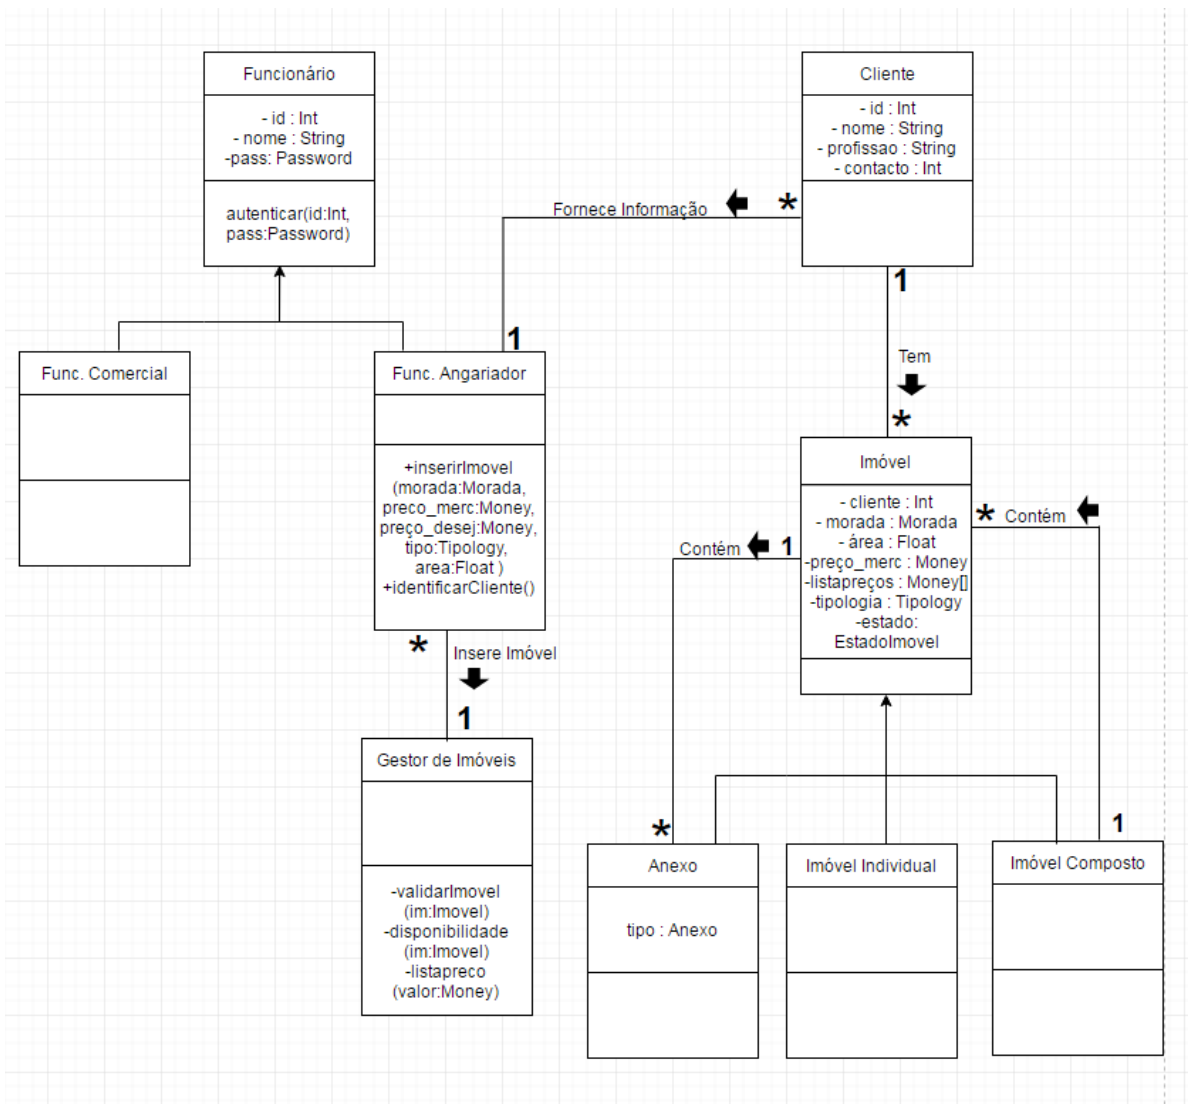 Funcionário
- id : Int
- nome : String
-pass: Password
autenticar(id:Int,
pass:Password)
Cliente
- id : Int
- nome : String
- profissao : String
- contacto : Int
Fornece Informação
*
1
1
Tem
*
Func. Comercial
Func. Angariador
+inserirImovel
(morada:Morada,
preco_merc:Money,
preço_desej:Money,
tipo:Tipology,
area:Float )
+identificarCliente()
Imóvel
- cliente : Int
- morada : Morada
- área : Float
-preço_merc : Money
-listapreços : Money[]
-tipologia : Tipology
-estado:
EstadoImovel
* Contém
Contém 1
*
Insere Imóvel
1
Gestor de Imóveis
-validarImovel
(im:Imovel)
-disponibilidade
(im:Imovel)
-listapreco
(valor:Money)
*
1
Anexo
tipo : Anexo
Imóvel Individual
Imóvel Composto